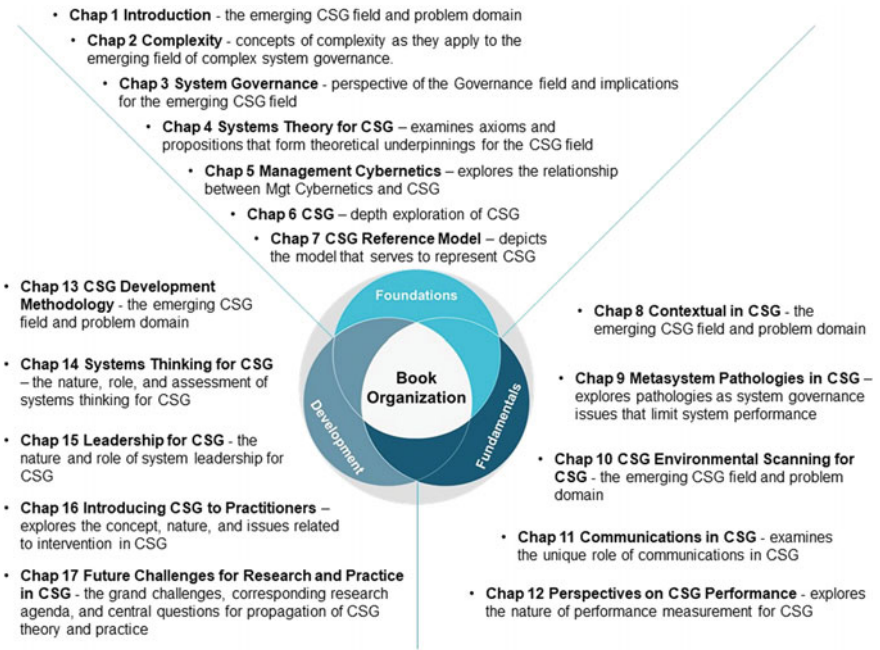 • Chap 1 Introduction - the emerging CSG field and problem domain
• Chap 2 Complexity - concepts of complexity as they apply to the
emerging field of complex system governance.
• Chap 3 System Governance - perspective of the Governance field and implications
for the emerging CSG field
• Chap 4 Systems Theory for CSG – examines axioms and
propositions that form theoretical underpinnings for the CSG field
• Chap 5 Management Cybernetics – explores the relationship
between Mgt Cybernetics and CSG
• Chap 6 CSG – depth exploration of CSG
• Chap 7 CSG Reference Model – depicts
the model that serves to represent CSG
Foundations
Book
Organization
Development
Fundamentals
• Chap 8 Contextual in CSG - the
emerging CSG field and problem domain
• Chap 9 Metasystem Pathologies in CSG –
explores pathologies as system governance
issues that limit system performance
• Chap 10 CSG Environmental Scanning for
CSG - the emerging CSG field and problem
domain
• Chap 11 Communications in CSG - examines
the unique role of communications in CSG
• Chap 12 Perspectives on CSG Performance - explores
the nature of performance measurement for CSG
• Chap 13 CSG Development
Methodology - the emerging CSG
field and problem domain
• Chap 14 Systems Thinking for CSG
– the nature, role, and assessment of
systems thinking for CSG
• Chap 15 Leadership for CSG - the
nature and role of system leadership for
CSG
• Chap 16 Introducing CSG to Practitioners –
explores the concept, nature, and issues related
to intervention in CSG
• Chap 17 Future Challenges for Research and Practice
in CSG - the grand challenges, corresponding research
agenda, and central questions for propagation of CSG
theory and practice